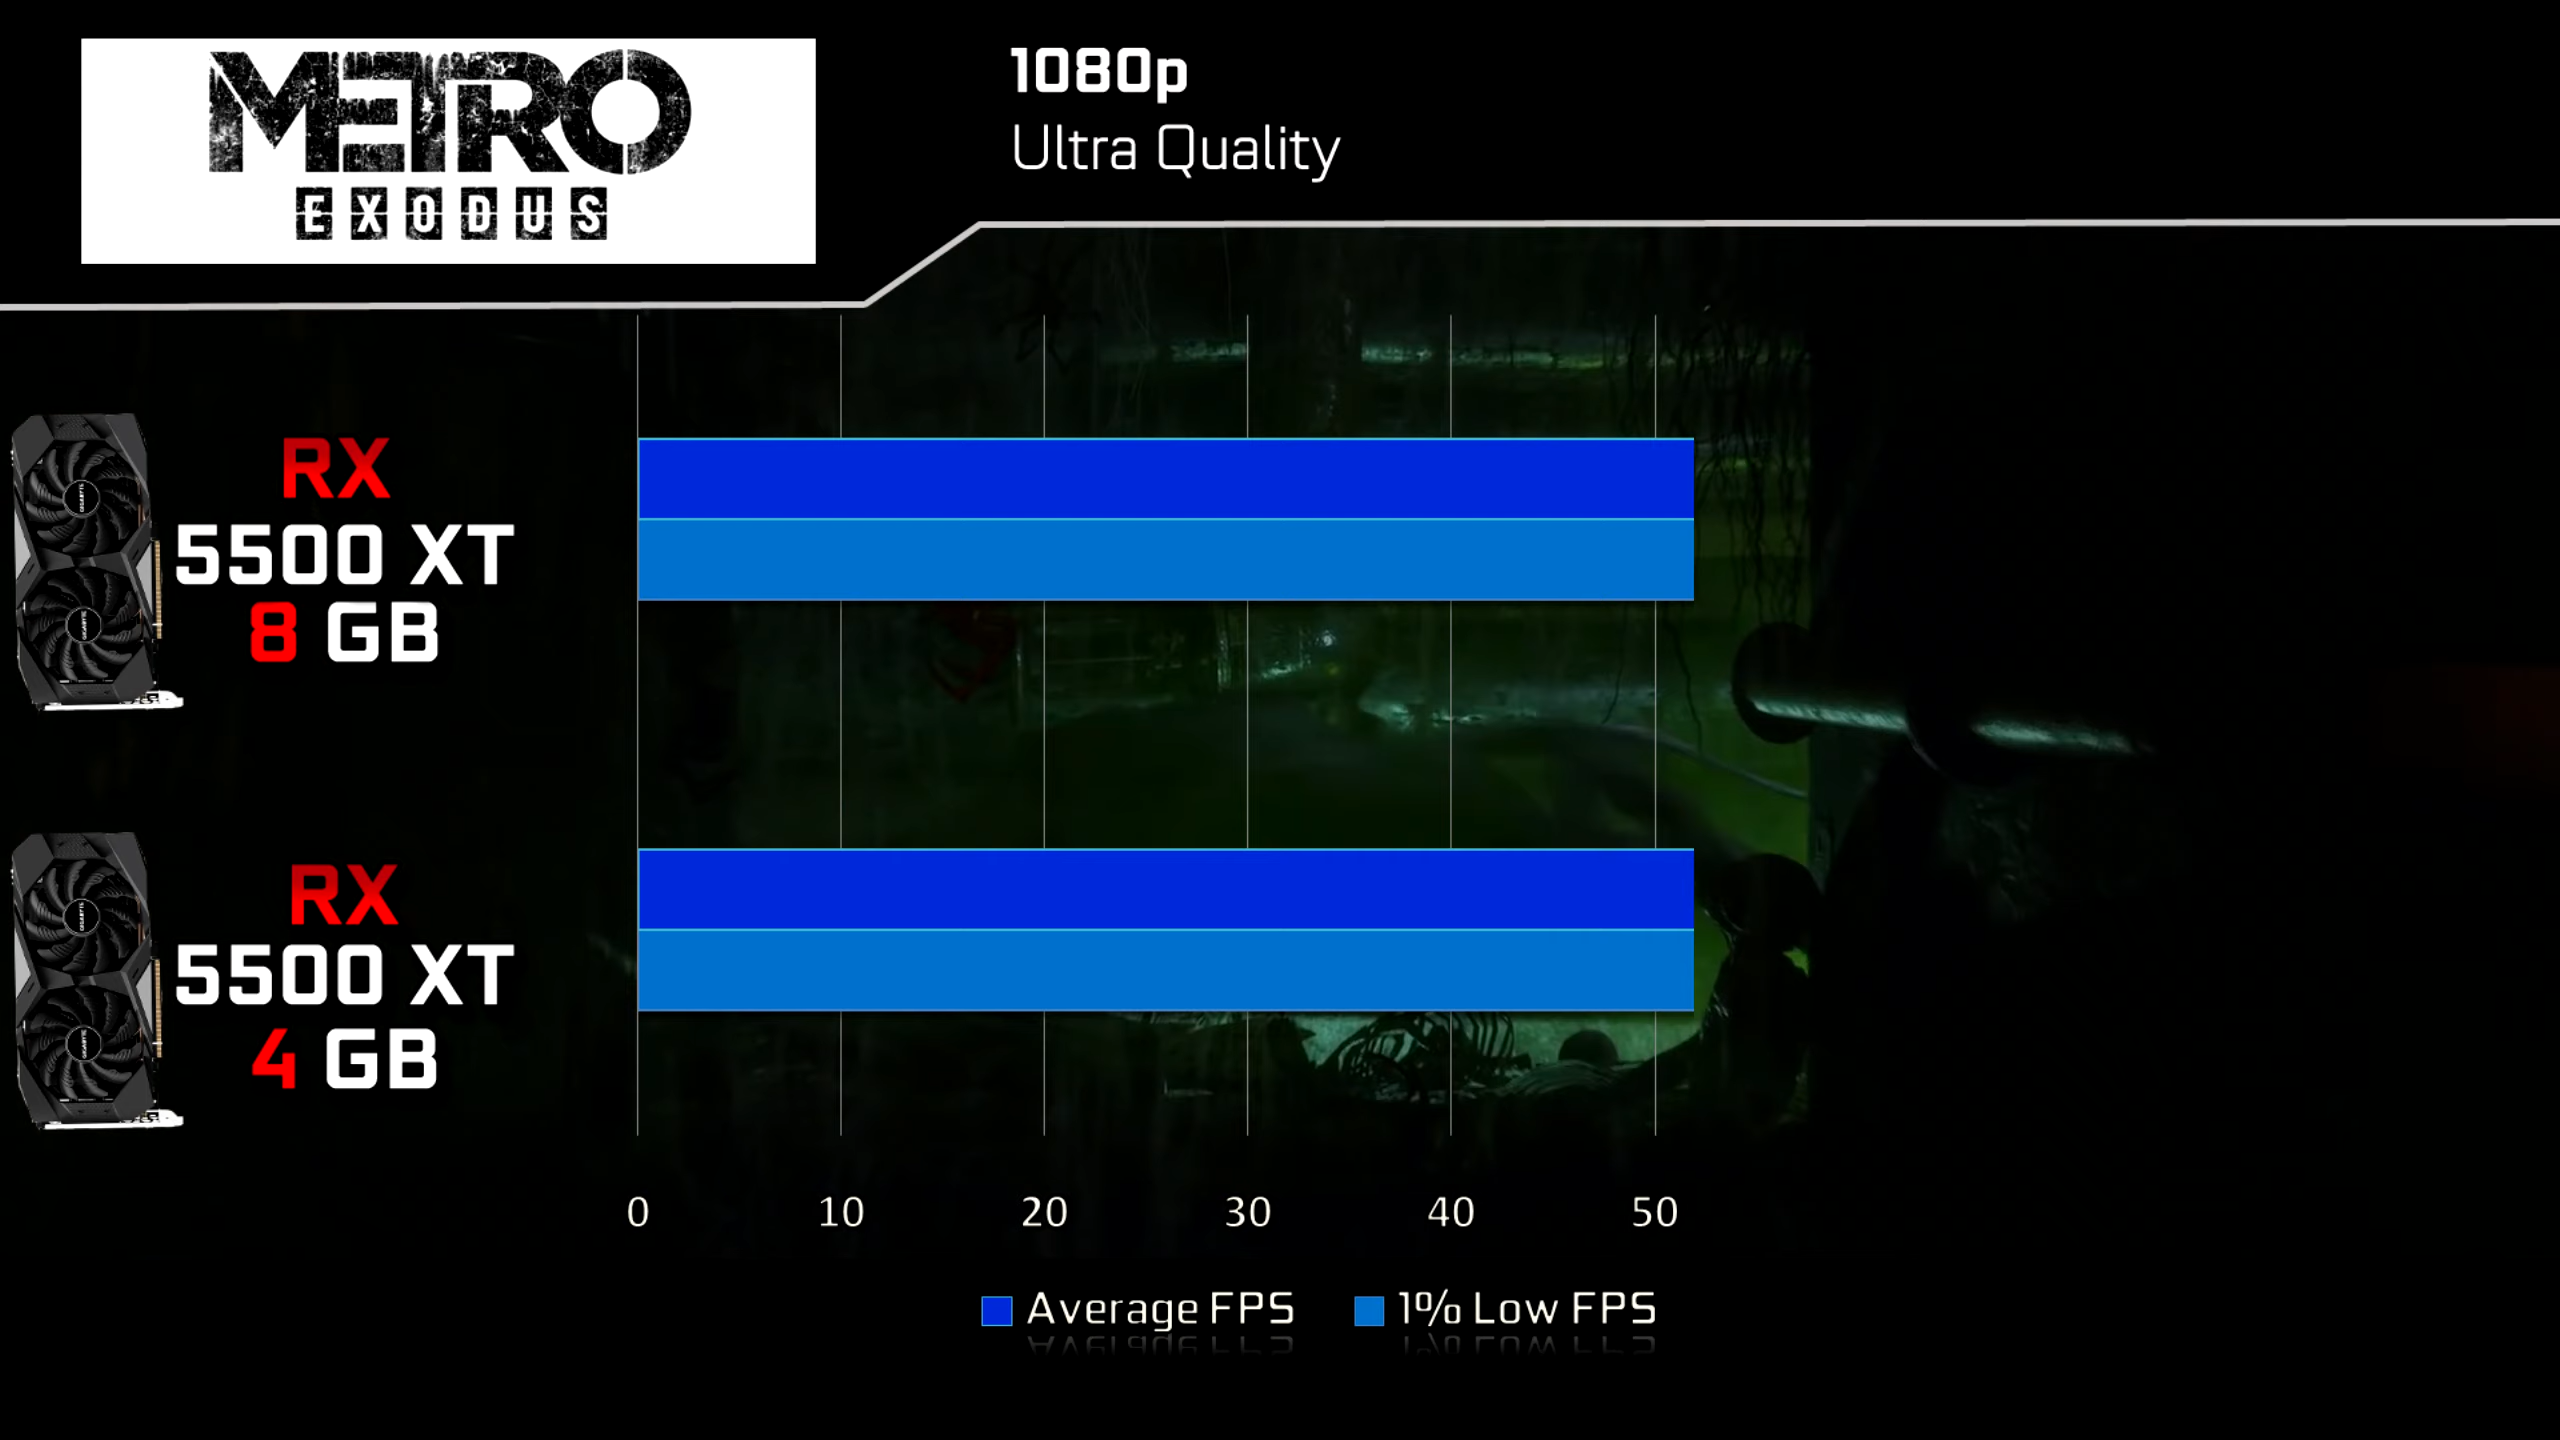 METRO
EXODUS
1080p
Ultra Quality
RX
5500 XT
8 GB
RX
5500 XT
4 GB
0 10 20 30 40 50
Average FPS 1% Low FPS